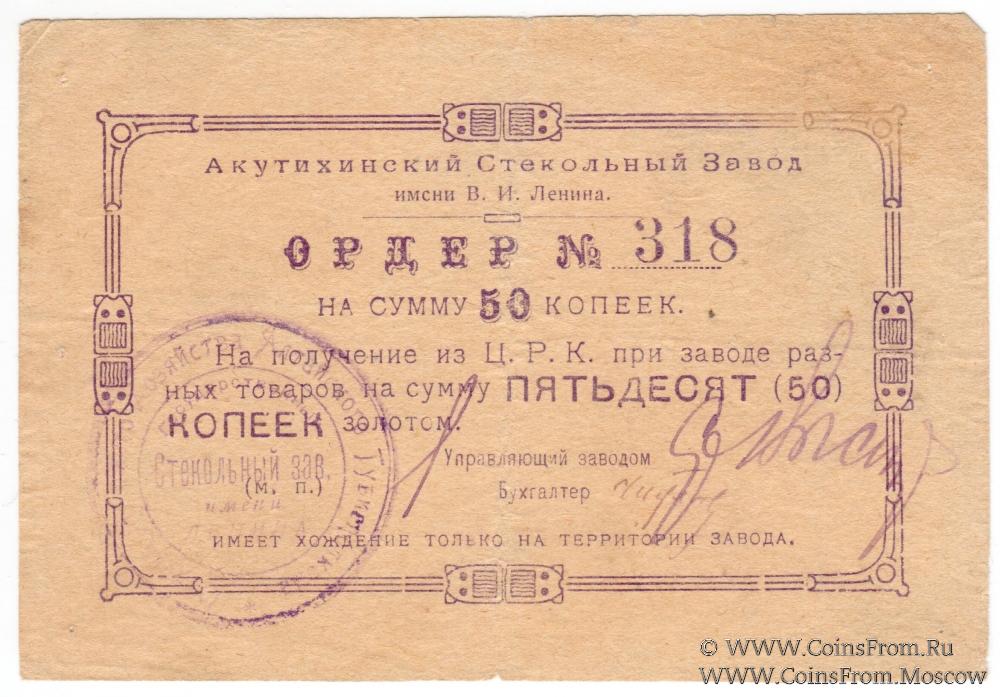 Акутихинский Стекольный Завод
имени В. И. Ленина.
ОРДЕР № 318
НА СУММУ 50 КОПЕЕК.
На получение из Ц. Р. К. при заводе раз-
ных товаров на сумму ПЯТЬДЕСЯТ (50)
КОПЕЕК золотом.
Управляющий заводом
Бухгалтер
(М. П.)
Стекольный зав.
имени
ИМЕЕТ ХОЖДЕНИЕ ТОЛЬКО НА ТЕРРИТОРИИ ЗАВОДА.
© WWW.CoinsFrom.Ru
WWW.CoinsFrom.Moscow